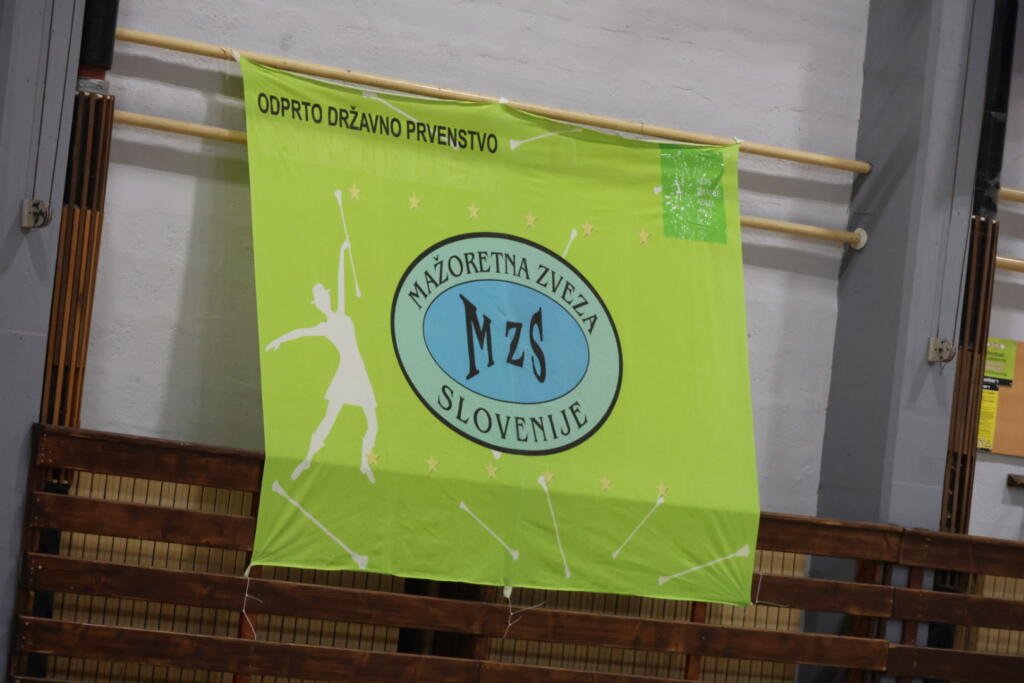 ODPRTO DRŽAVNO PRVENSTVO
MAŽORETNA ZVEZA
MZS
SLOVENIJE